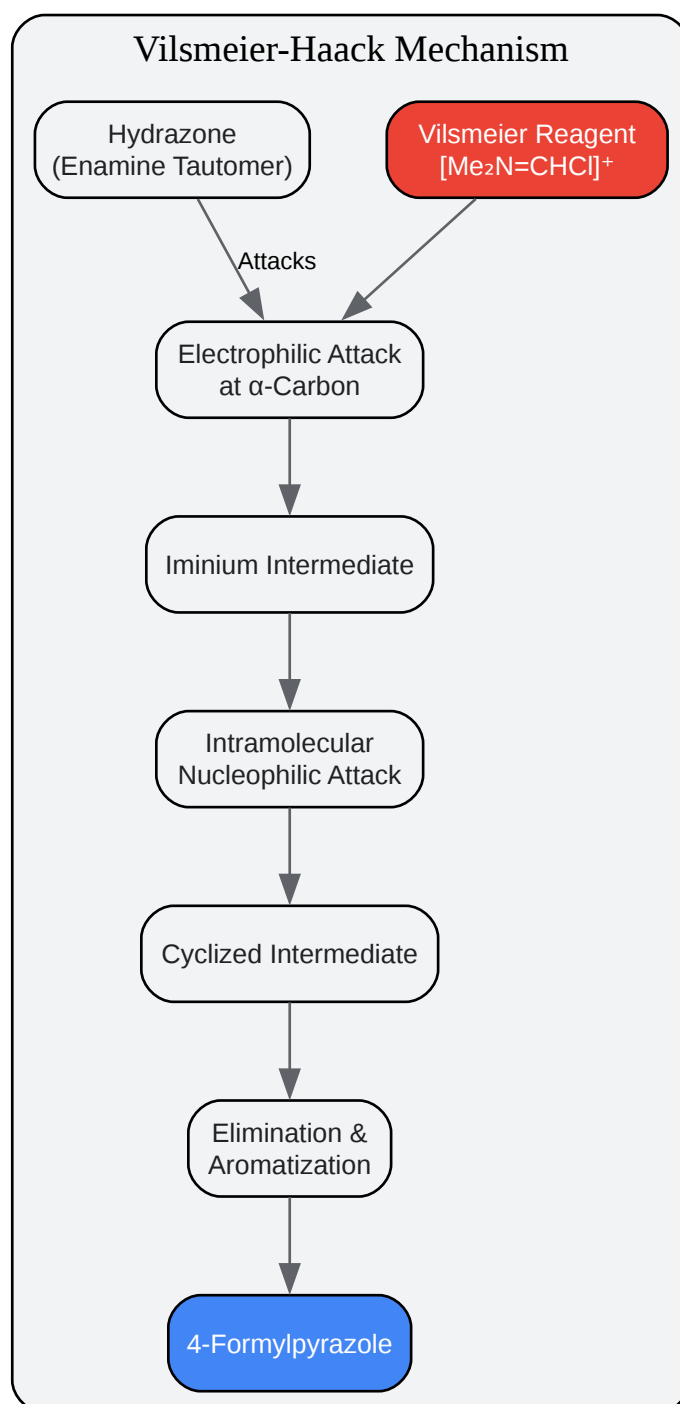 Vilsmeier-Haack Mechanism
Hydrazone
(Enamine Tautomer)
Vilsmeier Reagent
[Me₂N=CHCl]⁺
Attacks
Electrophilic Attack
at α-Carbon
Iminium Intermediate
Intramolecular
Nucleophilic Attack
Cyclized Intermediate
Elimination &
Aromatization
4-Formylpyrazole